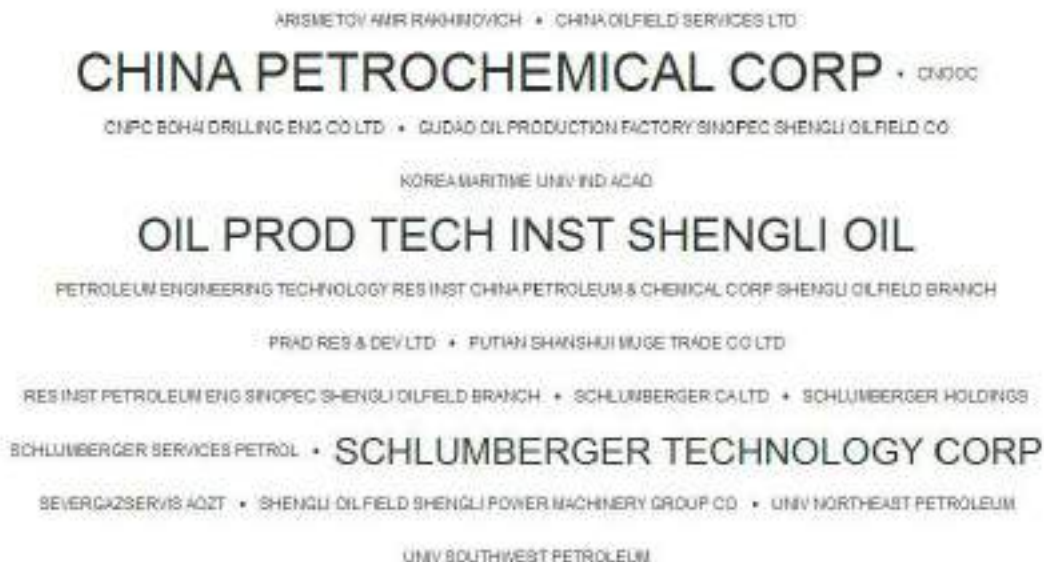 ARISMETOV AMIR RAKHIMOVICH • CHINA OILFIELD SERVICES LTD
CHINA PETROCHEMICAL CORP • CNOOC
CNPC BOHAI DRILLING ENG CO LTD • GUDAO OIL PRODUCTION FACTORY SINOPEC SHENGLI OILFIELD CO
KOREA MARITIME UNIV IND ACAD
OIL PROD TECH INST SHENGLI OIL
PETROLEUM ENGINEERING TECHNOLOGY RES INST CHINA PETROLEUM & CHEMICAL CORP SHENGLI OILFIELD BRANCH
PRAD RES & DEV LTD • PUTIAN SHANSHUI MUGE TRADE CO LTD
RES INST PETROLEUM ENG SINOPEC SHENGLI OILFIELD BRANCH • SCHLUMBERGER CA LTD • SCHLUMBERGER HOLDINGS
SCHLUMBERGER SERVICES PETROL • SCHLUMBERGER TECHNOLOGY CORP
SEVERGAZSERVIS AOZT • SHENGLI OILFIELD SHENGLI POWER MACHINERY GROUP CO • UNIV NORTHEAST PETROLEUM
UNIV SOUTHWEST PETROLEUM